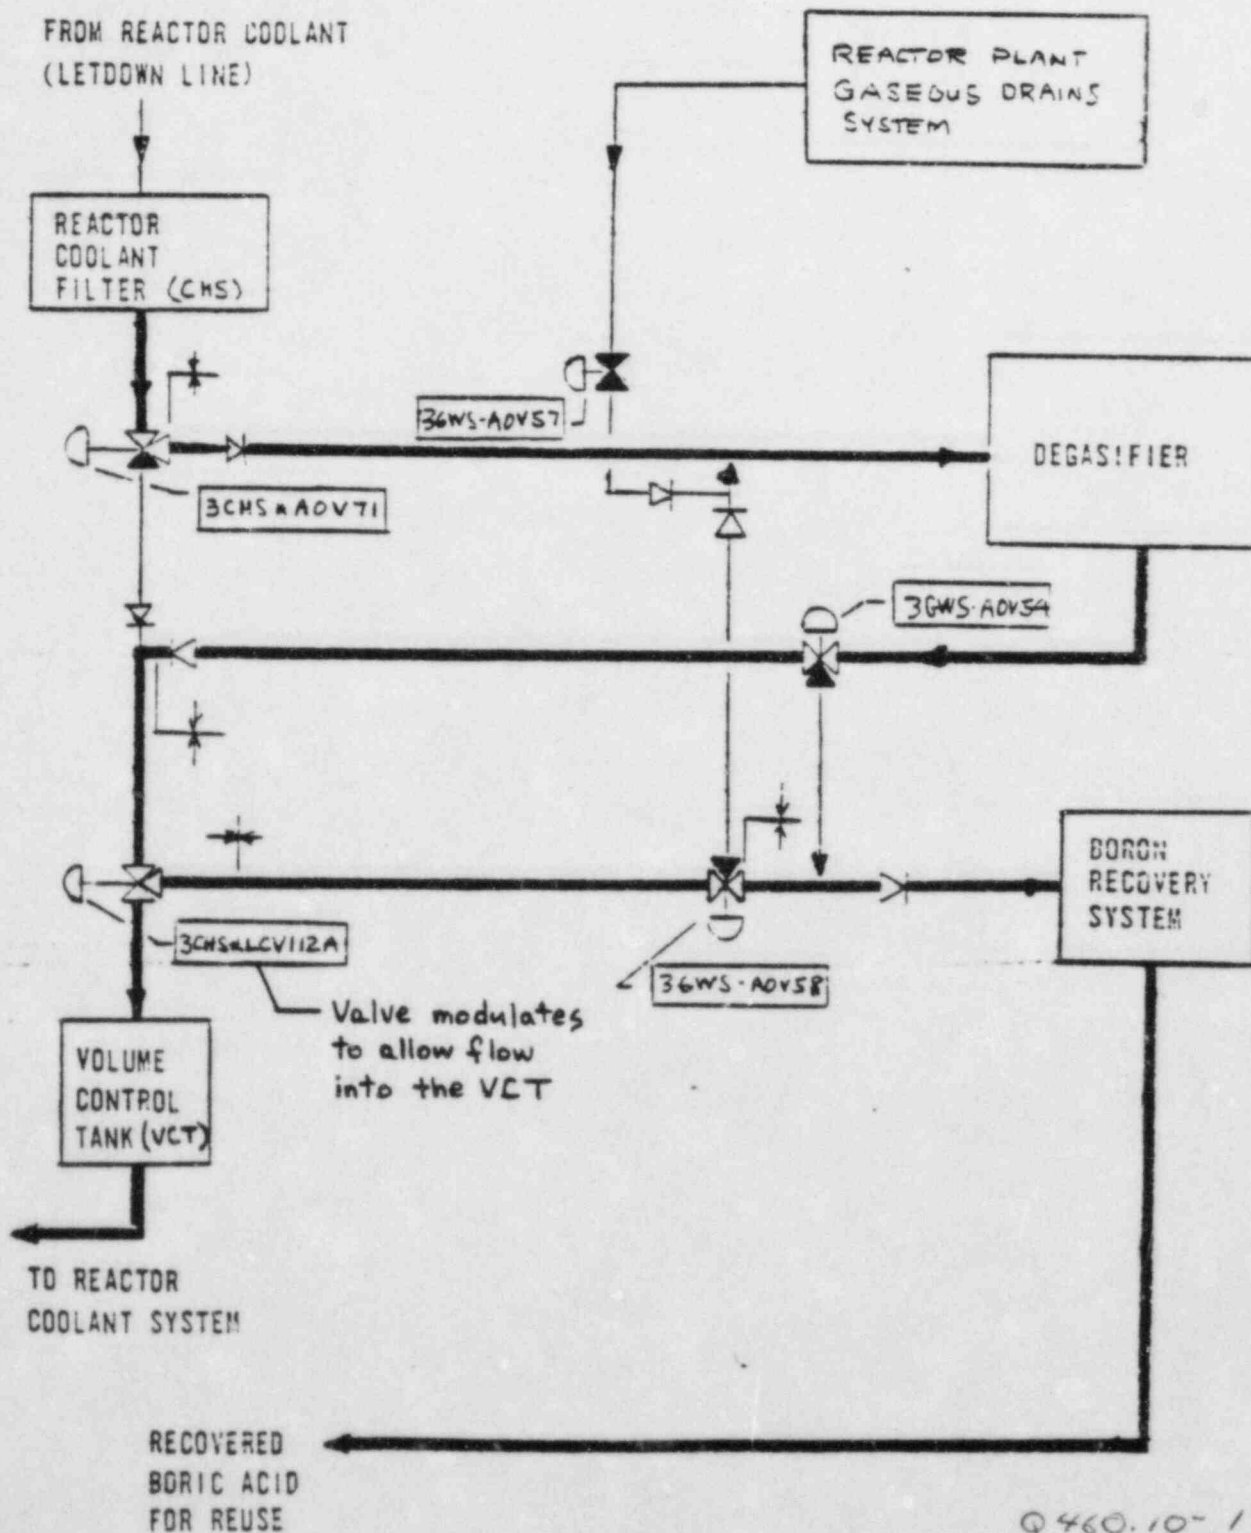 FROM REACTOR COOLANT
(LETDOWN LINE)
REACTOR PLANT
GASEOUS DRAINS
SYSTEM
REACTOR
COOLANT
FILTER (CHS)
3GWS-AOV57
3CHS*AOV71
DEGASIFIER
3GWS-AOV54
BORON
RECOVERY
SYSTEM
3CHS*LCV112A
3GWS-AOV58
Valve modulates
to allow flow
into the VCT
VOLUME
CONTROL
TANK (VCT)
TO REACTOR
COOLANT SYSTEM
RECOVERED
BORIC ACID
FOR REUSE
Q460.10-1